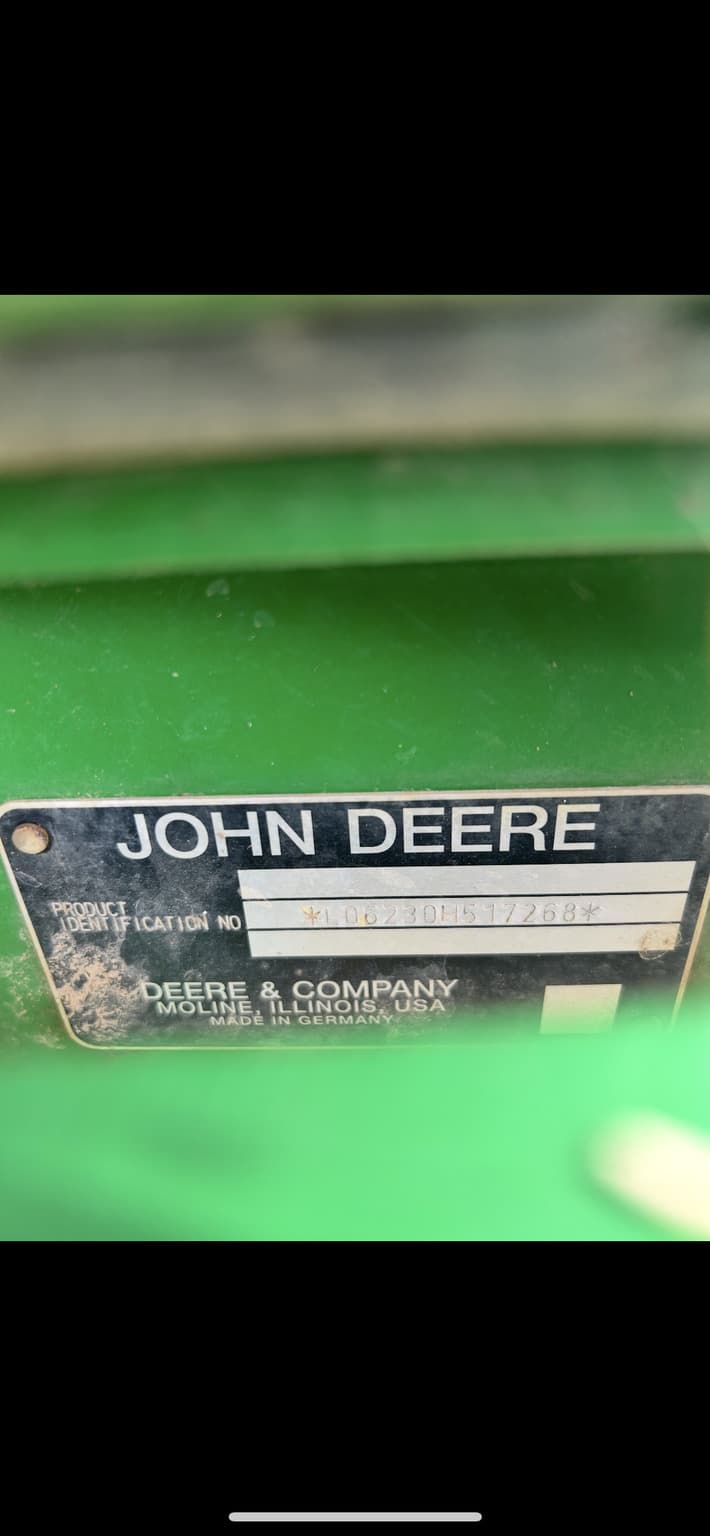 JOHN DEERE
PRODUCT
IDENTIFICATION NO
*L06230H517268*
DEERE & COMPANY
MOLINE, ILLINOIS, USA
MADE IN GERMANY